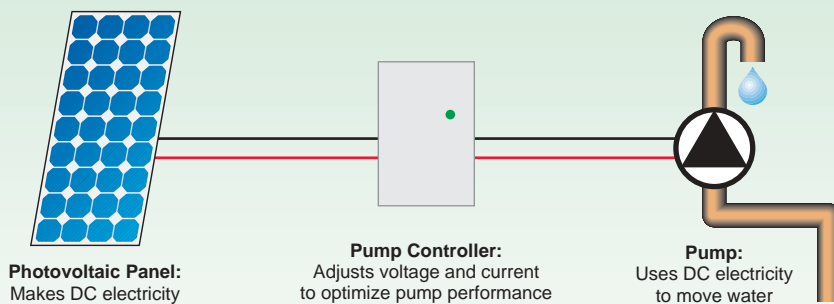 Photovoltaic Panel:
Makes DC electricity
Pump Controller:
Adjusts voltage and current
to optimize pump performance
Pump:
Uses DC electricity
to move water